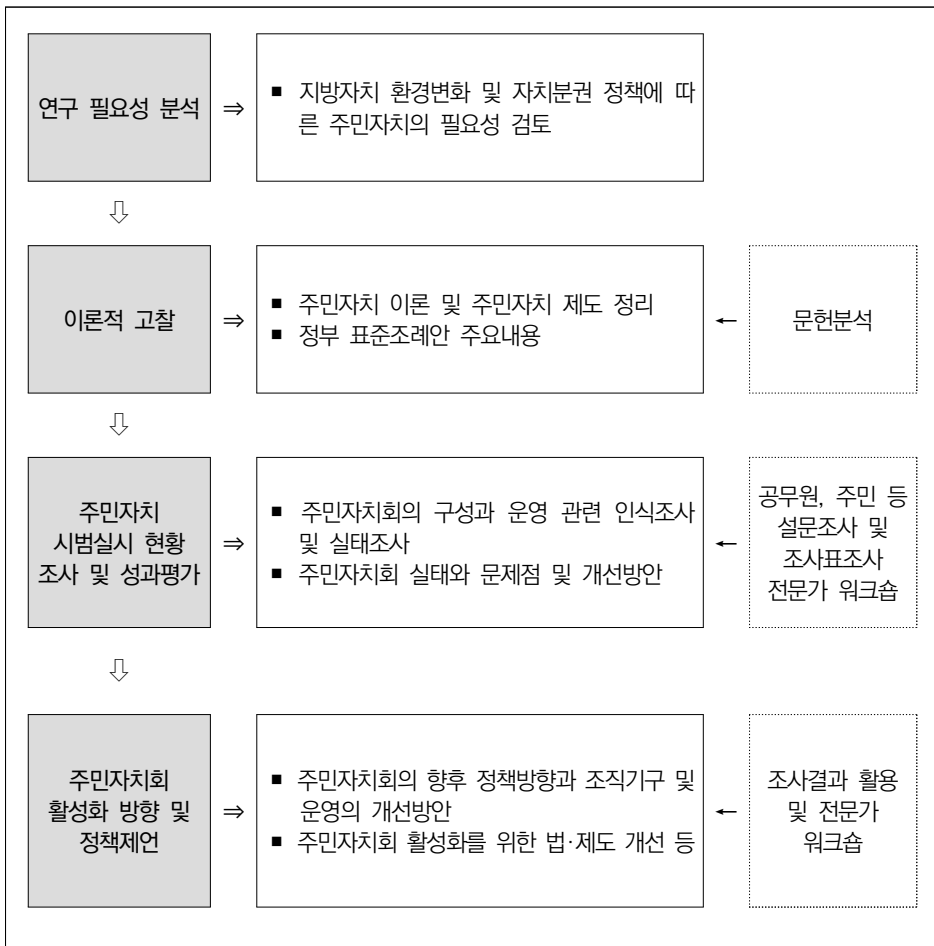 연구 필요성 분석
⇒
■ 지방자치 환경변화 및 자치분권 정책에 따
른 주민자치의 필요성 검토
⇩
이론적 고찰
⇒
■ 주민자치 이론 및 주민자치 제도 정리
■ 정부 표준조례안 주요내용
←
문헌분석
⇩
주민자치
시범실시 현황
조사 및 성과평가
⇒
■ 주민자치회의 구성과 운영 관련 인식조사
및 실태조사
■ 주민자치회 실태와 문제점 및 개선방안
←
공무원, 주민 등
설문조사 및
조사표조사
전문가 워크숍
⇩
주민자치회
활성화 방향 및
정책제언
⇒
■ 주민자치회의 향후 정책방향과 조직기구 및
운영의 개선방안
■ 주민자치회 활성화를 위한 법·제도 개선 등
←
조사결과 활용
및 전문가
워크숍